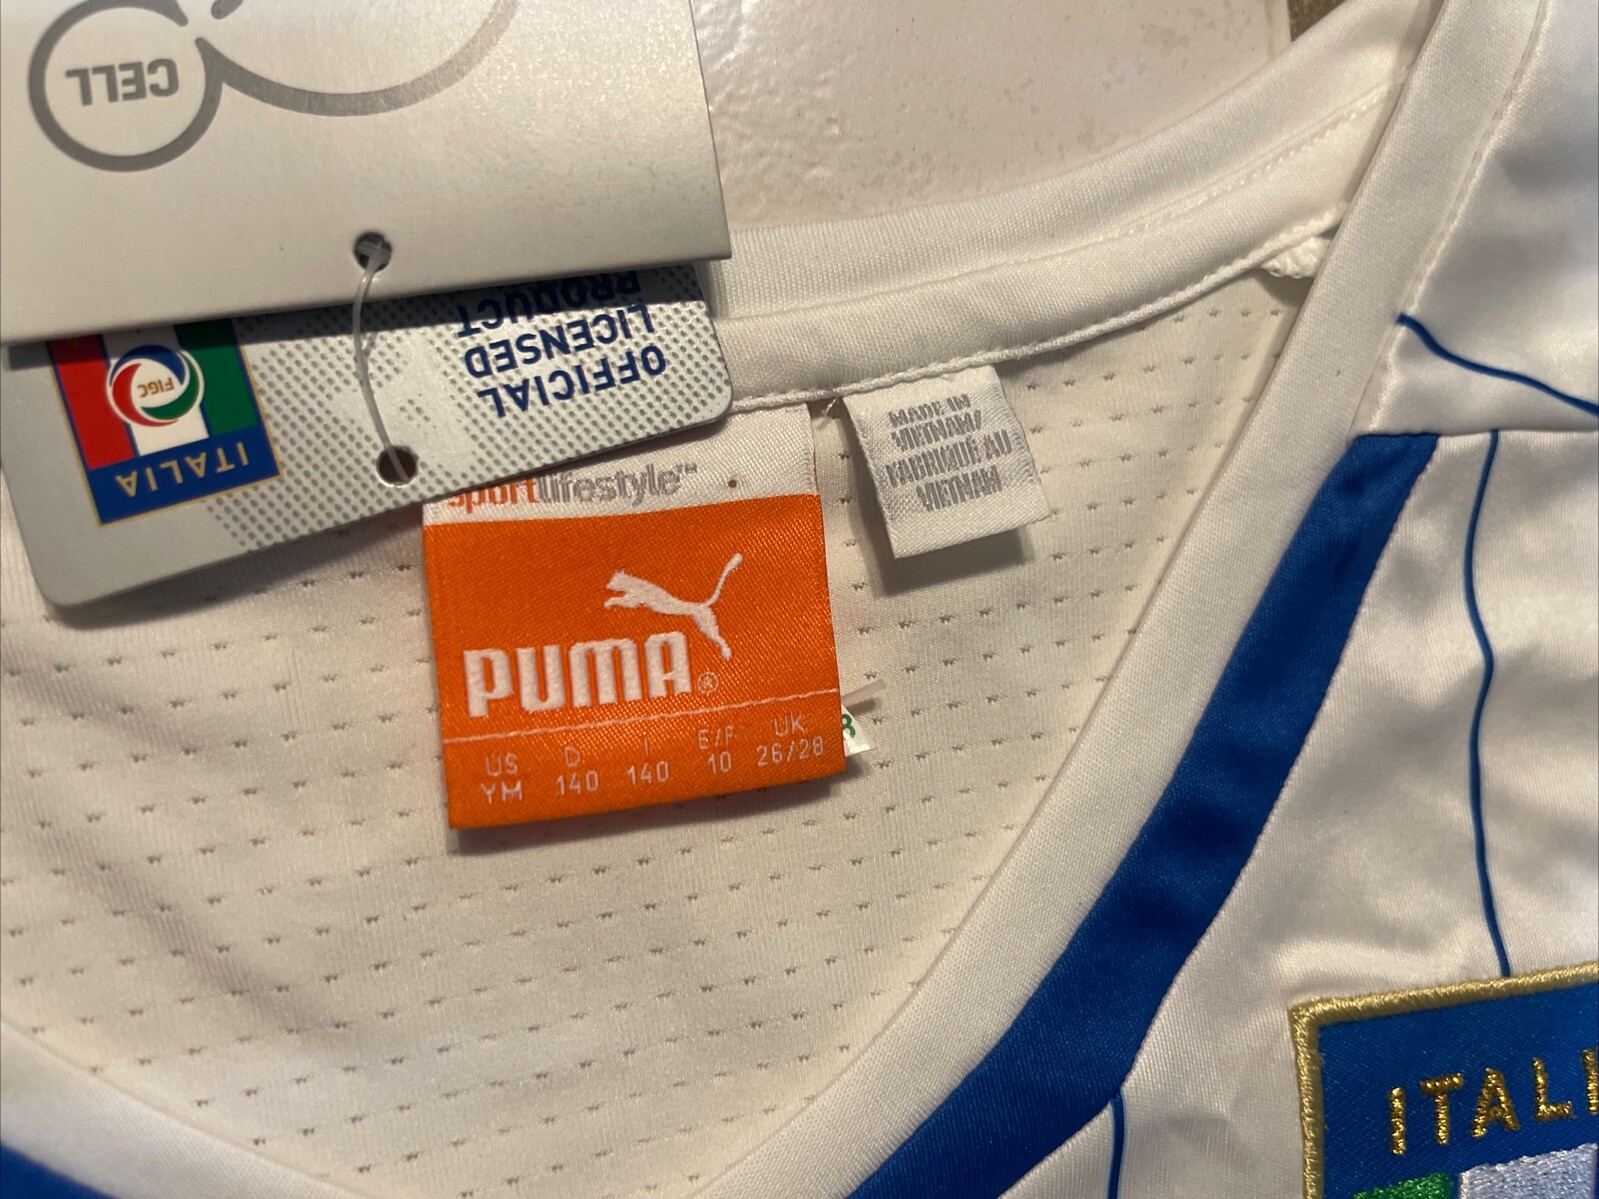 CELL
OFFICIAL
LICENSED
PRODUCT
FIGC
ITALIA
sportlifestyle™
PUMA®
US D I E/F UK
YM 140 140 10 26/28
MADE IN
VIETNAM/
FABRIQUÉ AU
VIETNAM
ITALI